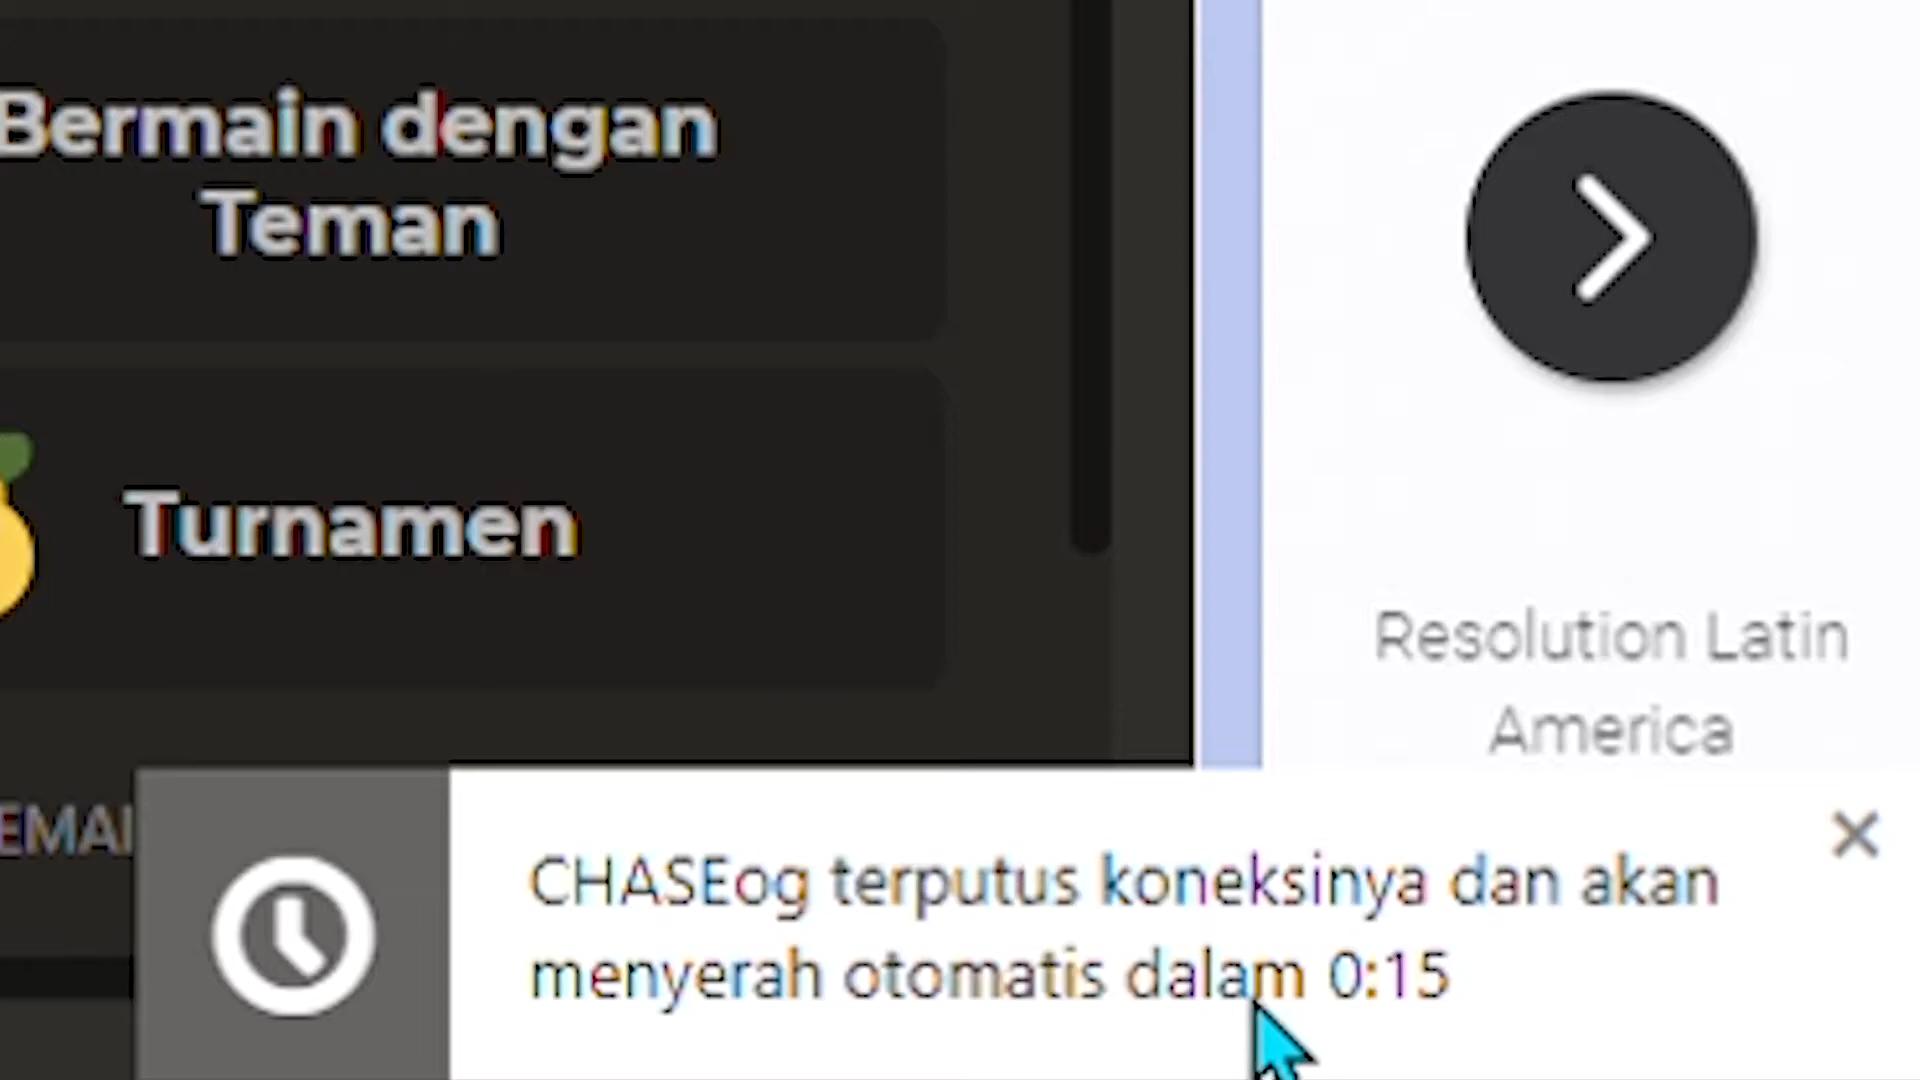 Bermain dengan
Teman
Turnamen
Resolution Latin
America
CHASEog terputus koneksinya dan akan
menyerah otomatis dalam 0:15